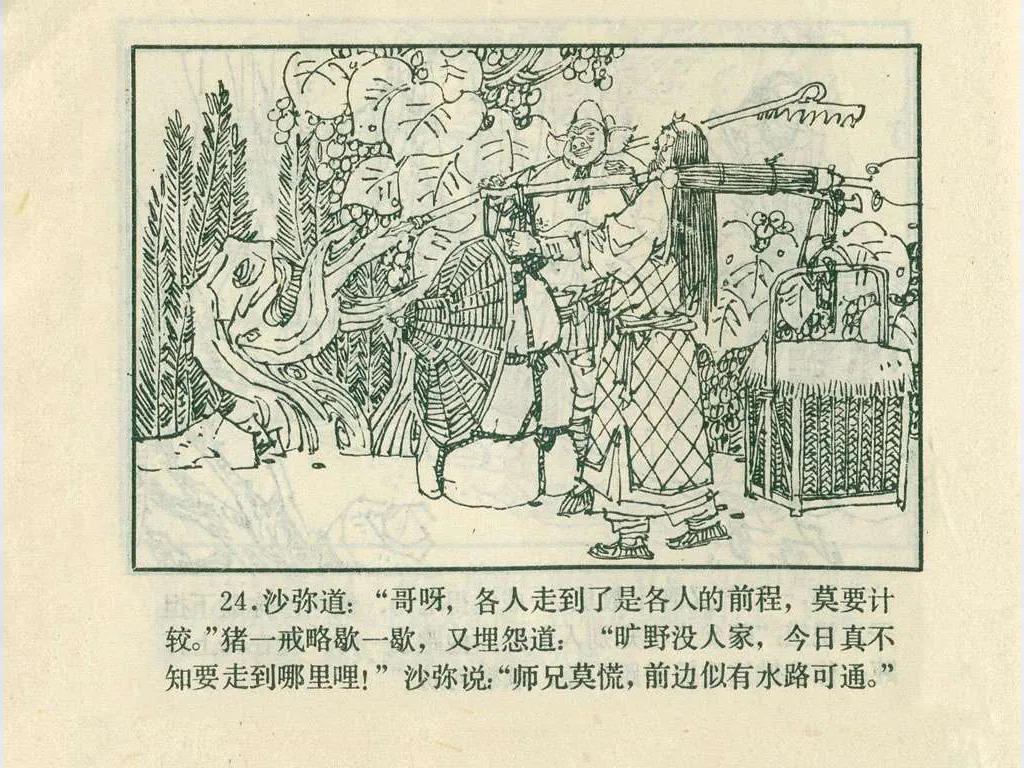 24.沙弥道：“哥呀，各人走到了是各人的前程，莫要计
较。”猪一戒略歇一歇，又埋怨道：“旷野没人家，今日真不
知要走到哪里哩！”沙弥说：“师兄莫慌，前边似有水路可通。”